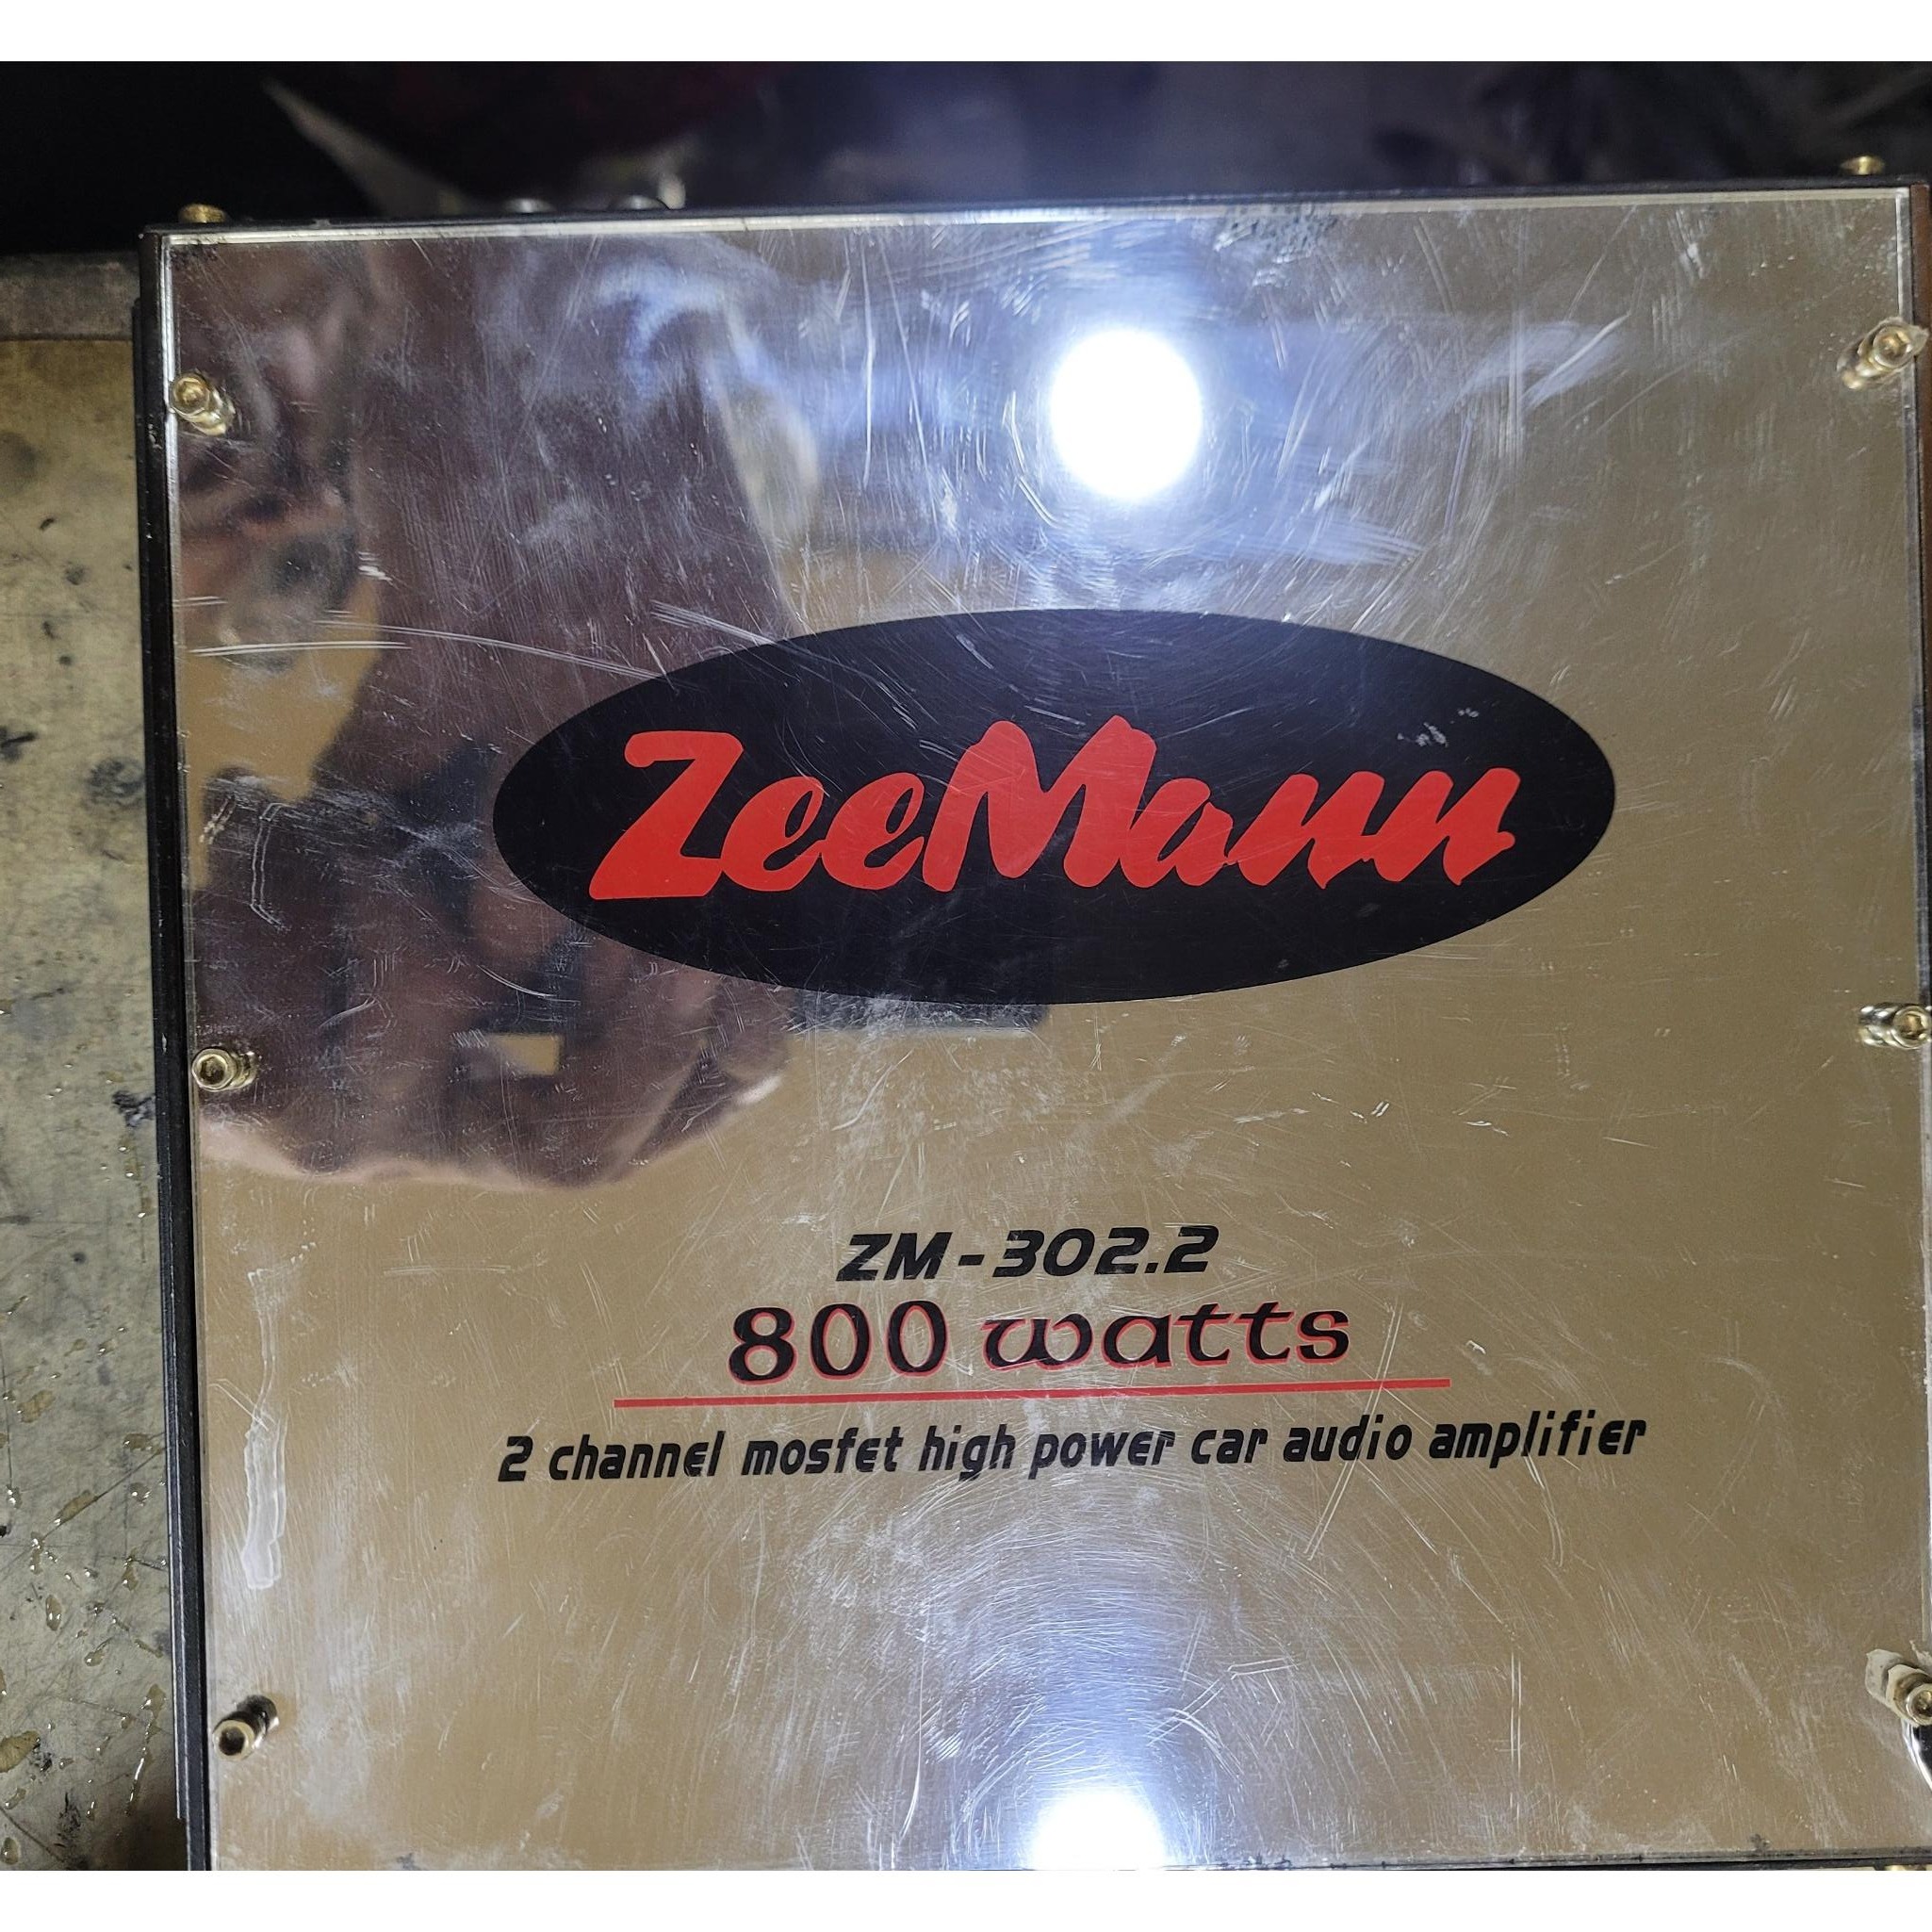 ZeeMann
ZM-302.2
800 watts
2 channel mosfet high power car audio amplifier